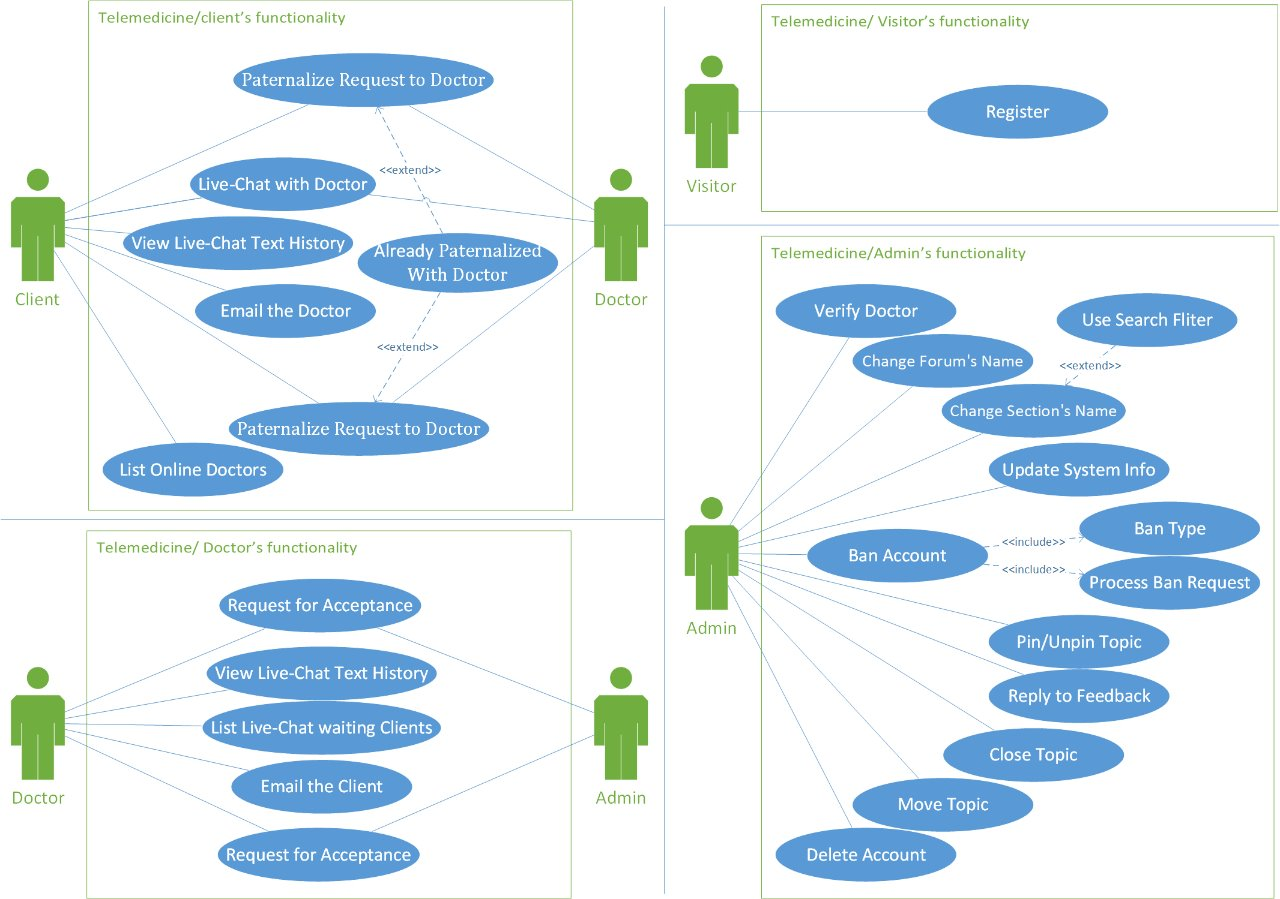 Telemedicine/client's functionality
Paternalize Request to Doctor
<<extend>>
Live-Chat with Doctor
View Live-Chat Text History
Already Paternalized
With Doctor
Client
Doctor
Email the Doctor
<<extend>>
Paternalize Request to Doctor
List Online Doctors
Telemedicine/ Visitor's functionality
Register
Visitor
Telemedicine/ Doctor's functionality
Request for Acceptance
View Live-Chat Text History
List Live-Chat waiting Clients
Email the Client
Doctor
Admin
Request for Acceptance
Telemedicine/Admin's functionality
Verify Doctor
Use Search Fliter
Change Forum's Name
<<extend>>
Change Section's Name
Update System Info
Ban Type
<<include>>
Ban Account
<<include>>
Process Ban Request
Admin
Pin/Unpin Topic
Reply to Feedback
Close Topic
Move Topic
Delete Account